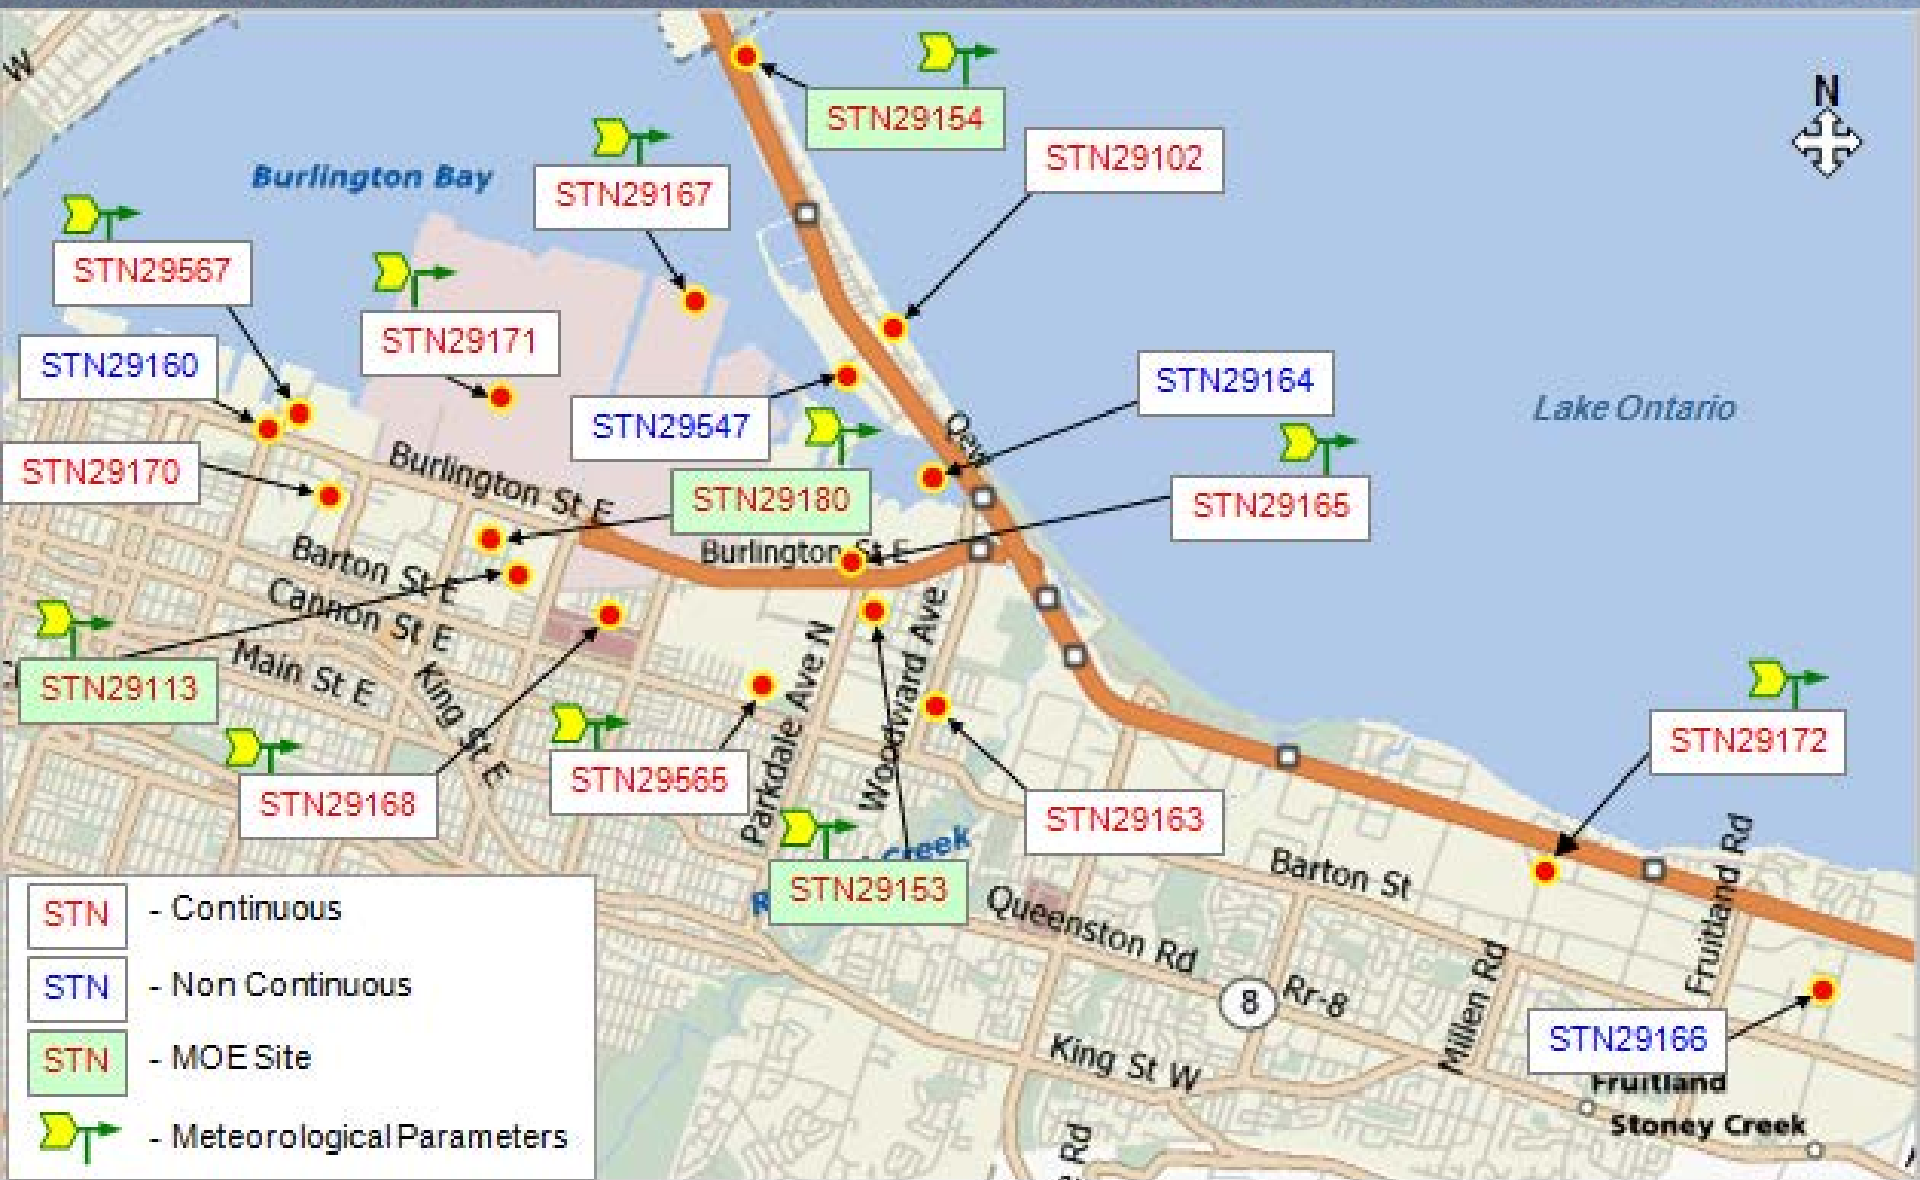 W
N
STN29154
STN29102
Burlington Bay
STN29167
STN29567
STN29171
STN29160
STN29164
STN29547
Lake Ontario
Qew
STN29170
Burlington St E
STN29180
STN29165
Burlington St E
Barton St E
Cannon St E
Main St E
King St E
STN29113
Parkdale Ave N
Woodward Ave
STN29172
STN29168
STN29565
STN29163
Creek
R
STN29153
Barton St
Queenston Rd
Fruitland Rd
Millen Rd
8
Rr-8
STN29166
King St W
Fruitland
Stoney Creek
Rd
STN - Continuous
STN - Non Continuous
STN - MOE Site
- Meteorological Parameters